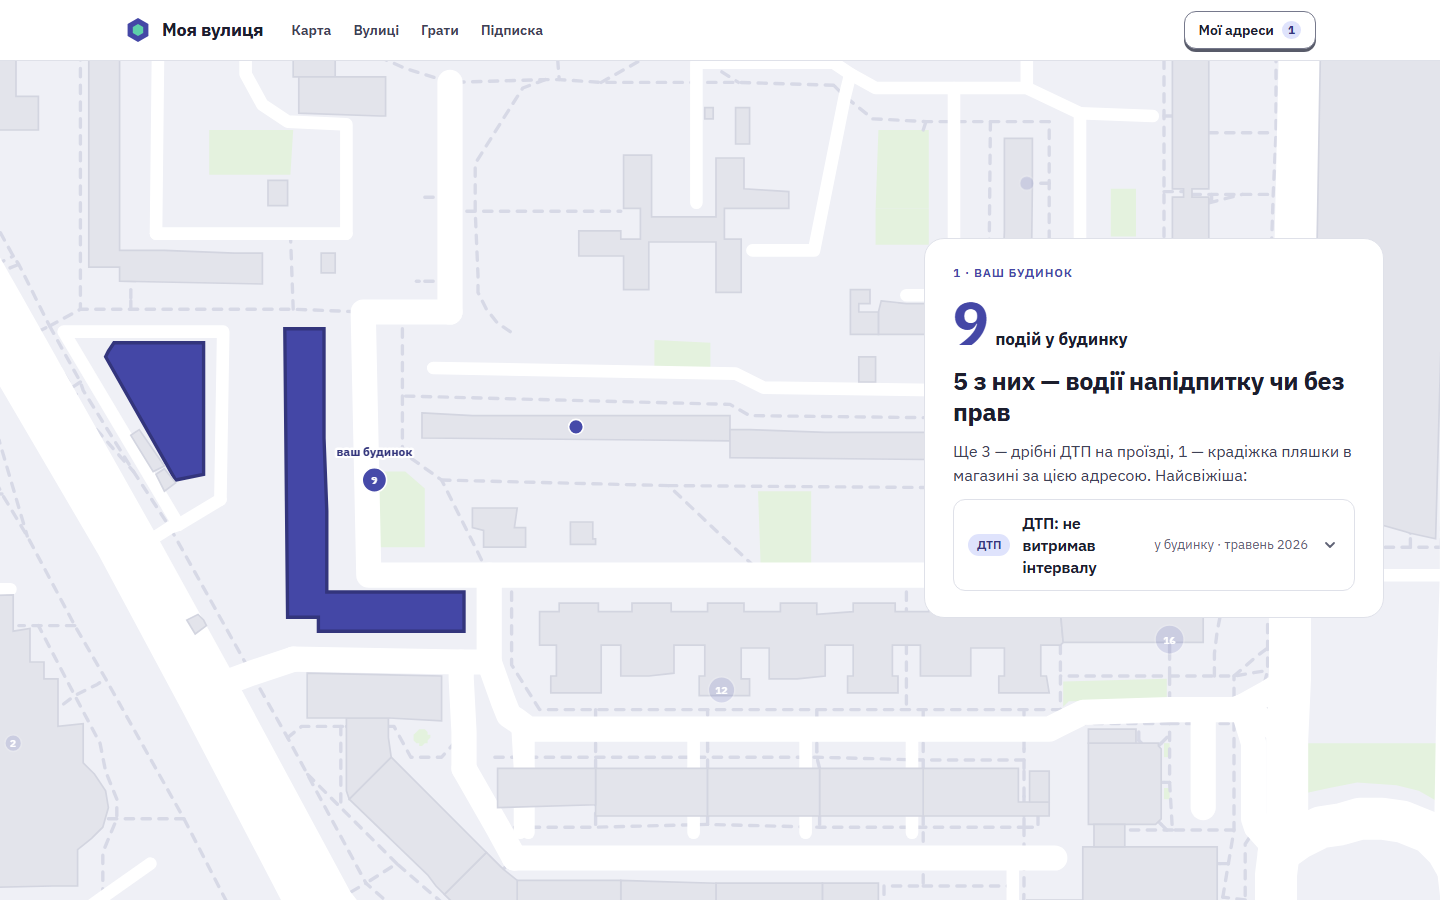 Моя вулиця
Карта
Вулиці
Грати
Підписка
Мої адреси 1
1 · ВАШ БУДИНОК
9 подій у будинку
5 з них — водії напідпитку чи без
прав
Ще 3 — дрібні ДТП на проїзді, 1 — крадіжка пляшки в
магазині за цією адресою. Найсвіжіша:
ДТП
ДТП: не
витримав
інтервалу
у будинку · травень 2026
ваш будинок
9
12
16
2